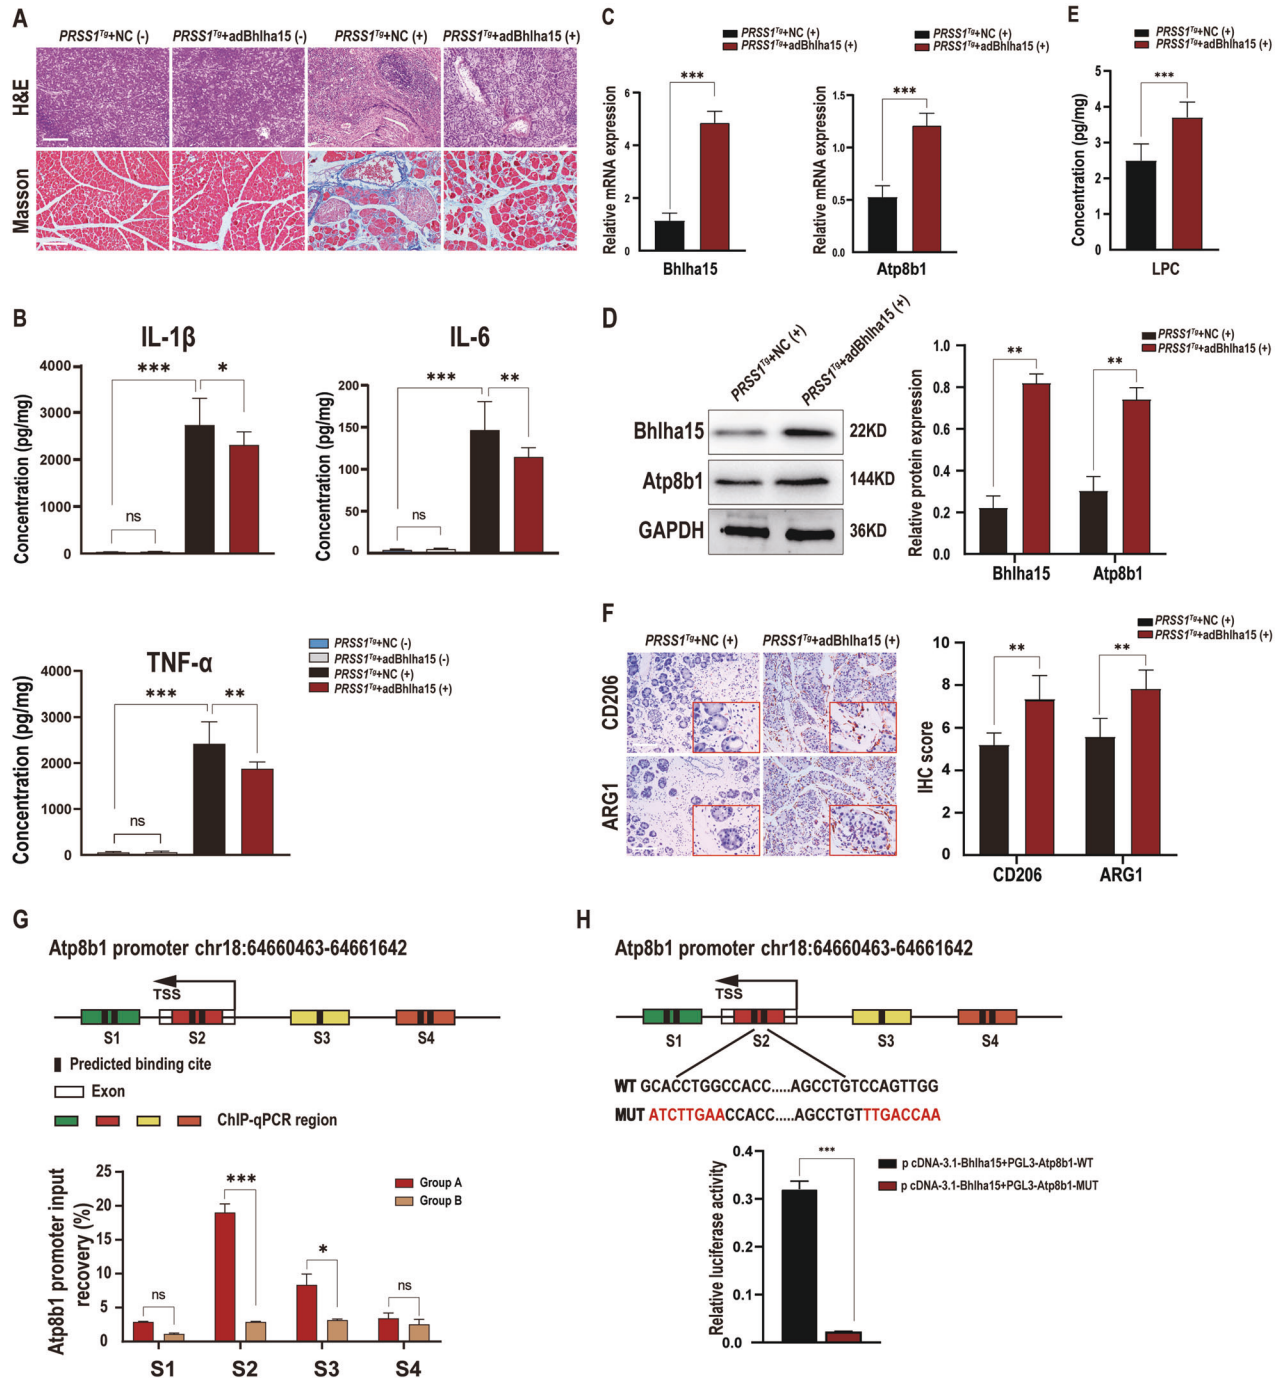 A
PRSS1Tg+NC (-)
PRSS1Tg+adBhlha15 (-)
PRSS1Tg+NC (+)
PRSS1Tg+adBhlha15 (+)
H&E
Masson
B
IL-1β
Concentration (pg/mg)
4000
3000
2000
1000
0
***
*
ns
IL-6
Concentration (pg/mg)
200
150
100
50
0
***
**
ns
TNF-α
Concentration (pg/mg)
4000
3000
2000
1000
0
***
**
ns
PRSS1Tg+NC (-)
PRSS1Tg+adBhlha15 (-)
PRSS1Tg+NC (+)
PRSS1Tg+adBhlha15 (+)
C
PRSS1Tg+NC (+)
PRSS1Tg+adBhlha15 (+)
Relative mRNA expression
6
4
2
0
***
Bhlha15
PRSS1Tg+NC (+)
PRSS1Tg+adBhlha15 (+)
Relative mRNA expression
1.5
1.0
0.5
0.0
***
Atp8b1
E
PRSS1Tg+NC (+)
PRSS1Tg+adBhlha15 (+)
Concentration (pg/mg)
5
4
3
2
1
0
***
LPC
D
PRSS1Tg+NC (+)
PRSS1Tg+adBhlha15 (+)
Bhlha15
22KD
Atp8b1
144KD
GAPDH
36KD
PRSS1Tg+NC (+)
PRSS1Tg+adBhlha15 (+)
Relative protein expression
1.0
0.8
0.6
0.4
0.2
0.0
**
**
Bhlha15
Atp8b1
F
PRSS1Tg+NC (+)
PRSS1Tg+adBhlha15 (+)
CD206
ARG1
PRSS1Tg+NC (+)
PRSS1Tg+adBhlha15 (+)
IHC score
10
8
6
4
2
0
**
**
CD206
ARG1
G
Atp8b1 promoter chr18:64660463-64661642
TSS
S1
S2
S3
S4
Predicted binding cite
Exon
ChIP-qPCR region
Atp8b1 promoter input
recovery (%)
25
20
15
10
5
0
ns
***
*
ns
Group A
Group B
S1
S2
S3
S4
H
Atp8b1 promoter chr18:64660463-64661642
TSS
S1
S2
S3
S4
WT GCACCTGGCCACC.....AGCCTGTCCAGTTGG
MUT ATCTTGAACCACC.....AGCCTGTTTGACCAA
Relative luciferase activity
0.4
0.3
0.2
0.1
0.0
***
p cDNA-3.1-Bhlha15+PGL3-Atp8b1-WT
p cDNA-3.1-Bhlha15+PGL3-Atp8b1-MUT